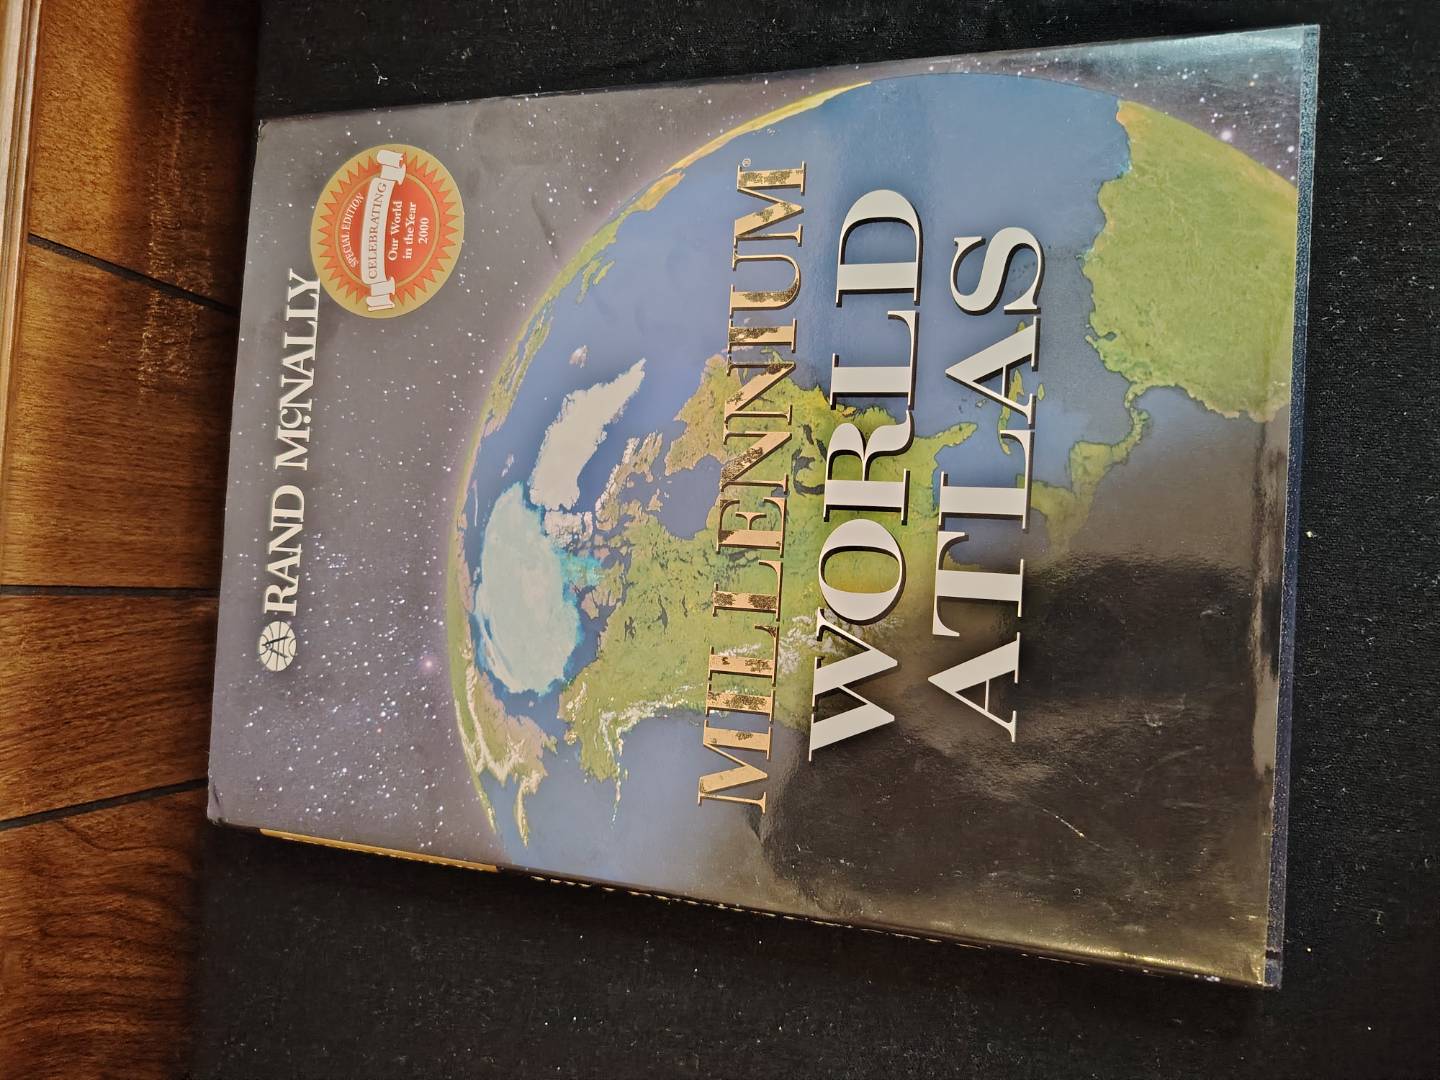 RAND McNALLY
SPECIAL EDITION
CELEBRATING
Our World
in the Year
2000
MILLENNIUM®
WORLD
ATLAS